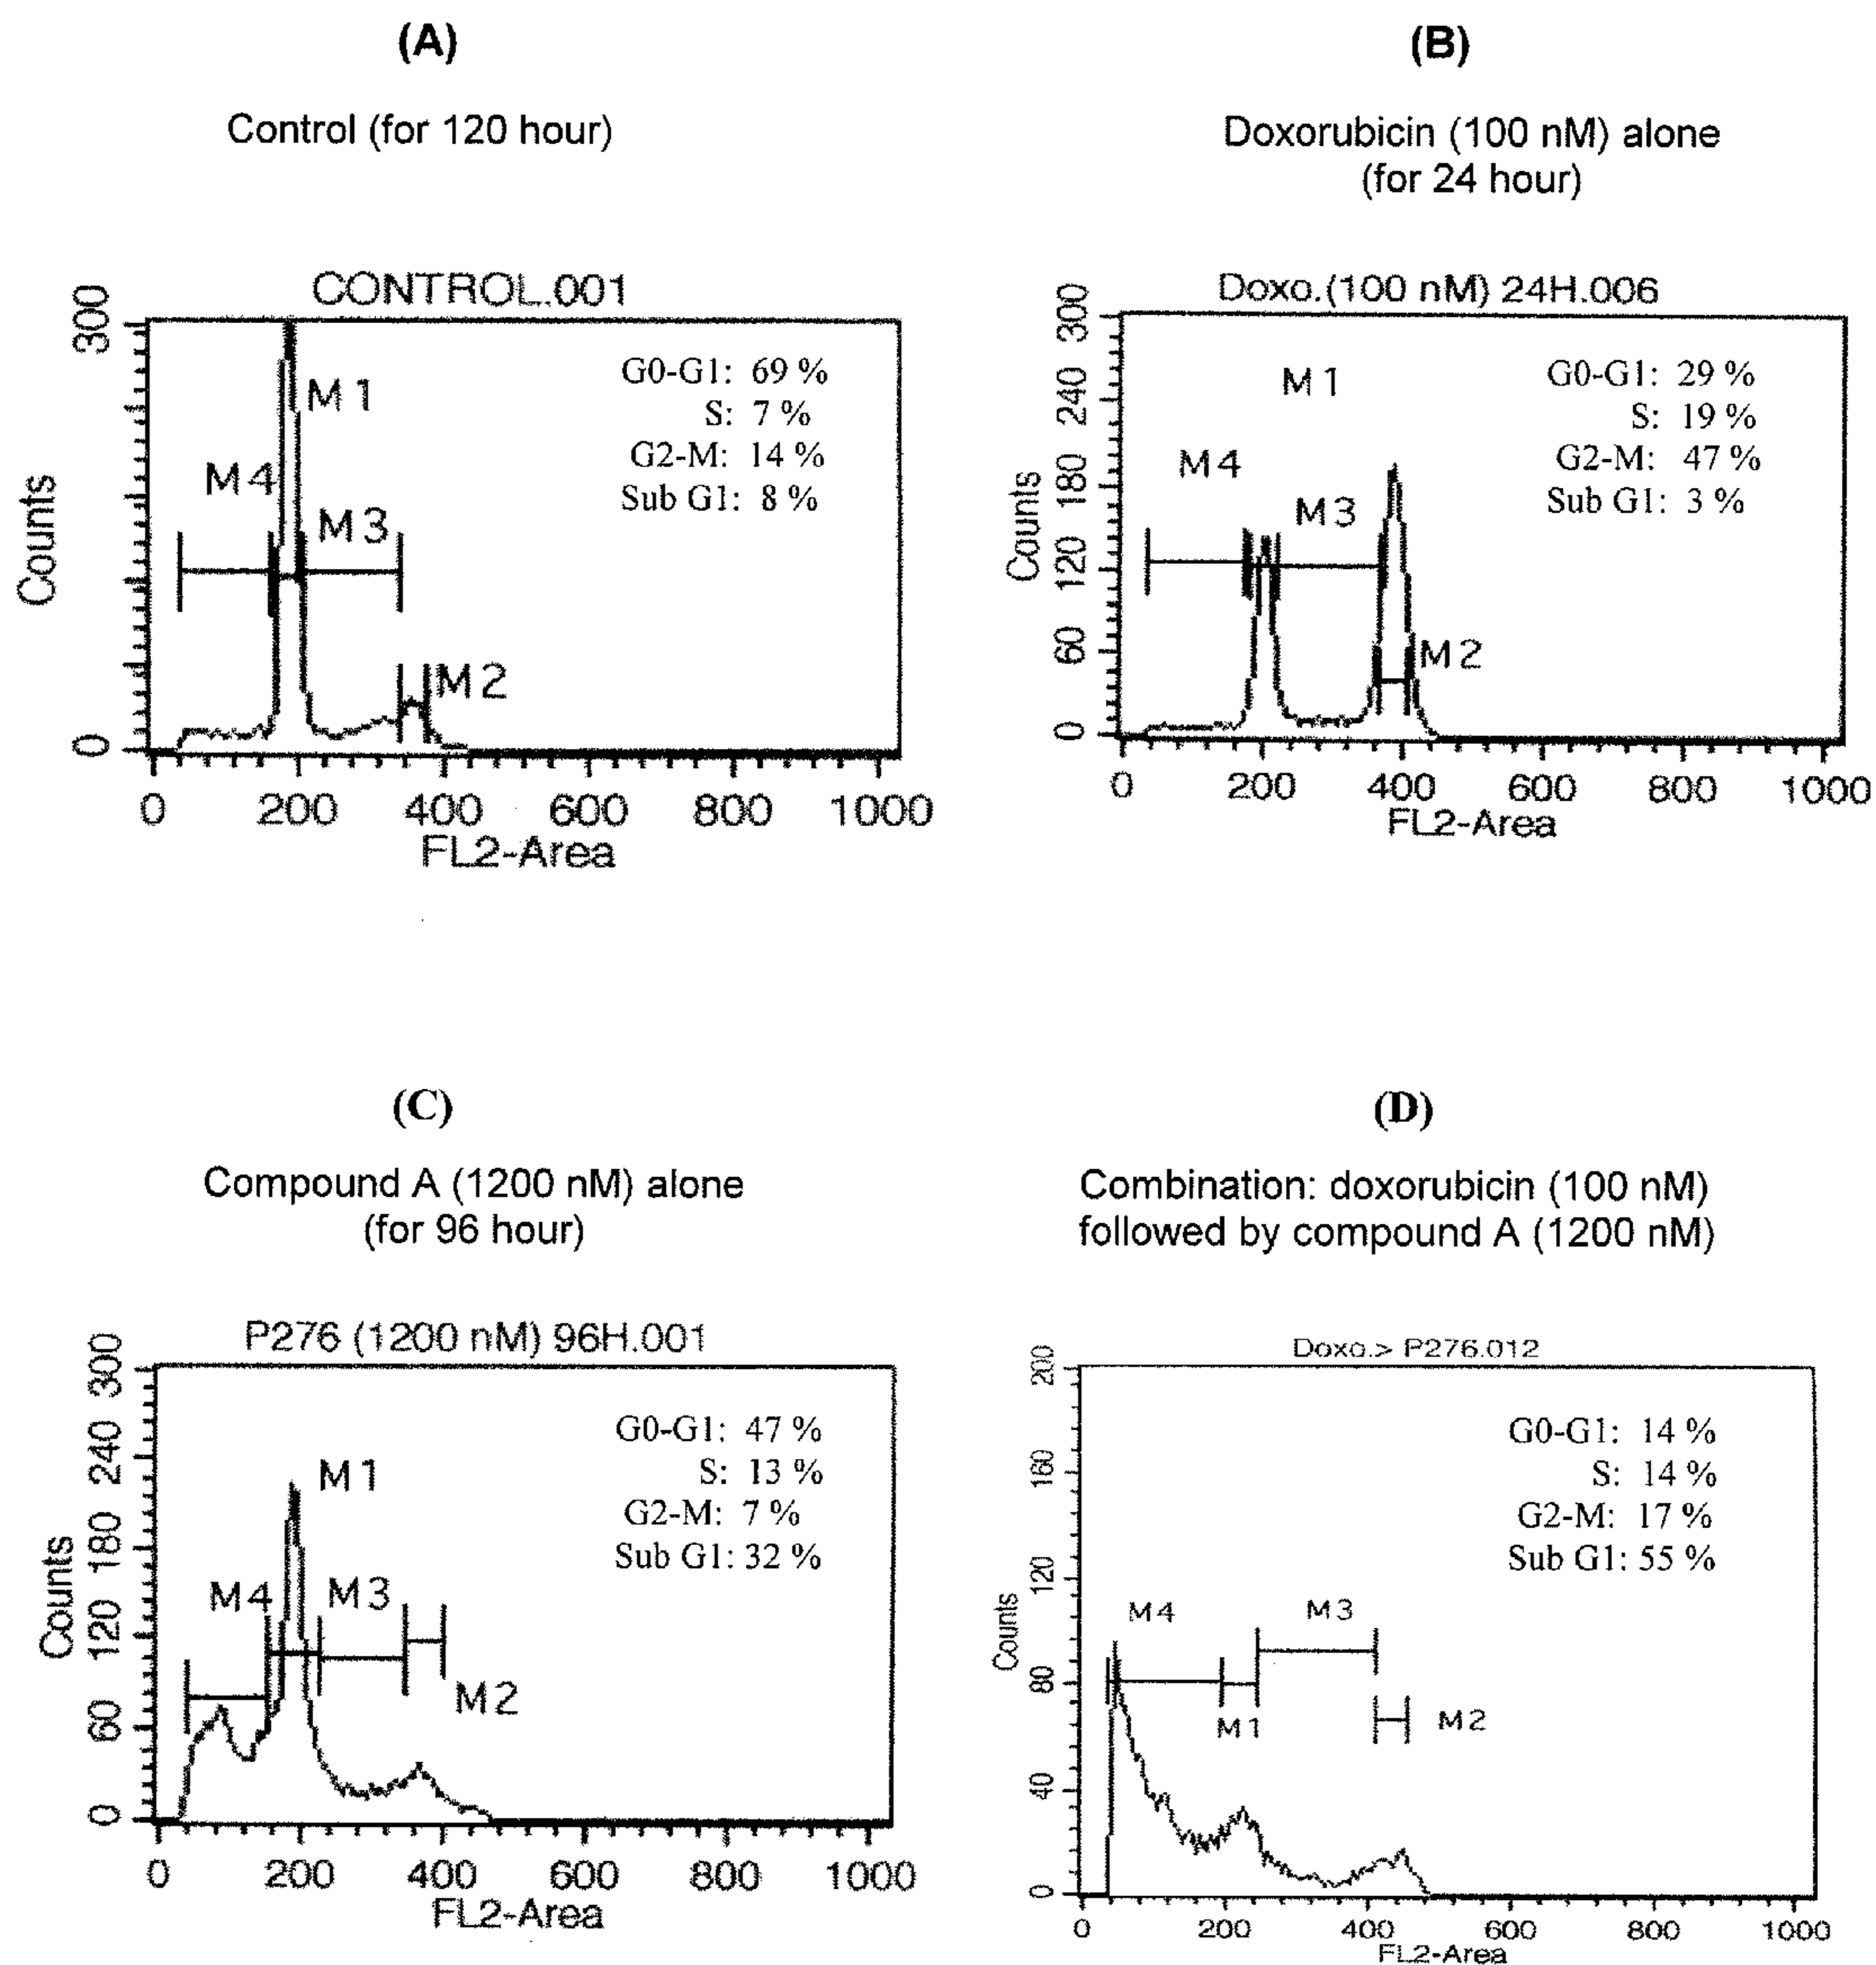 (A)
Control (for 120 hour)
CONTROL.001
300
0
Counts
M1
M4
M3
M2
G0-G1: 69 %
S: 7 %
G2-M: 14 %
Sub G1: 8 %
0 200 400 600 800 1000
FL2-Area
(B)
Doxorubicin (100 nM) alone
(for 24 hour)
Doxo.(100 nM) 24H.006
300
240
180
120
60
0
Counts
M1
M4
M3
M2
G0-G1: 29 %
S: 19 %
G2-M: 47 %
Sub G1: 3 %
0 200 400 600 800 1000
FL2-Area
(C)
Compound A (1200 nM) alone
(for 96 hour)
P276 (1200 nM) 96H.001
300
240
180
120
60
0
Counts
M1
M4
M3
M2
G0-G1: 47 %
S: 13 %
G2-M: 7 %
Sub G1: 32 %
0 200 400 600 800 1000
FL2-Area
(D)
Combination: doxorubicin (100 nM)
followed by compound A (1200 nM)
Doxo.> P276.012
200
160
120
80
40
0
Counts
M4
M3
M1
M2
G0-G1: 14 %
S: 14 %
G2-M: 17 %
Sub G1: 55 %
0 200 400 600 800 1000
FL2-Area